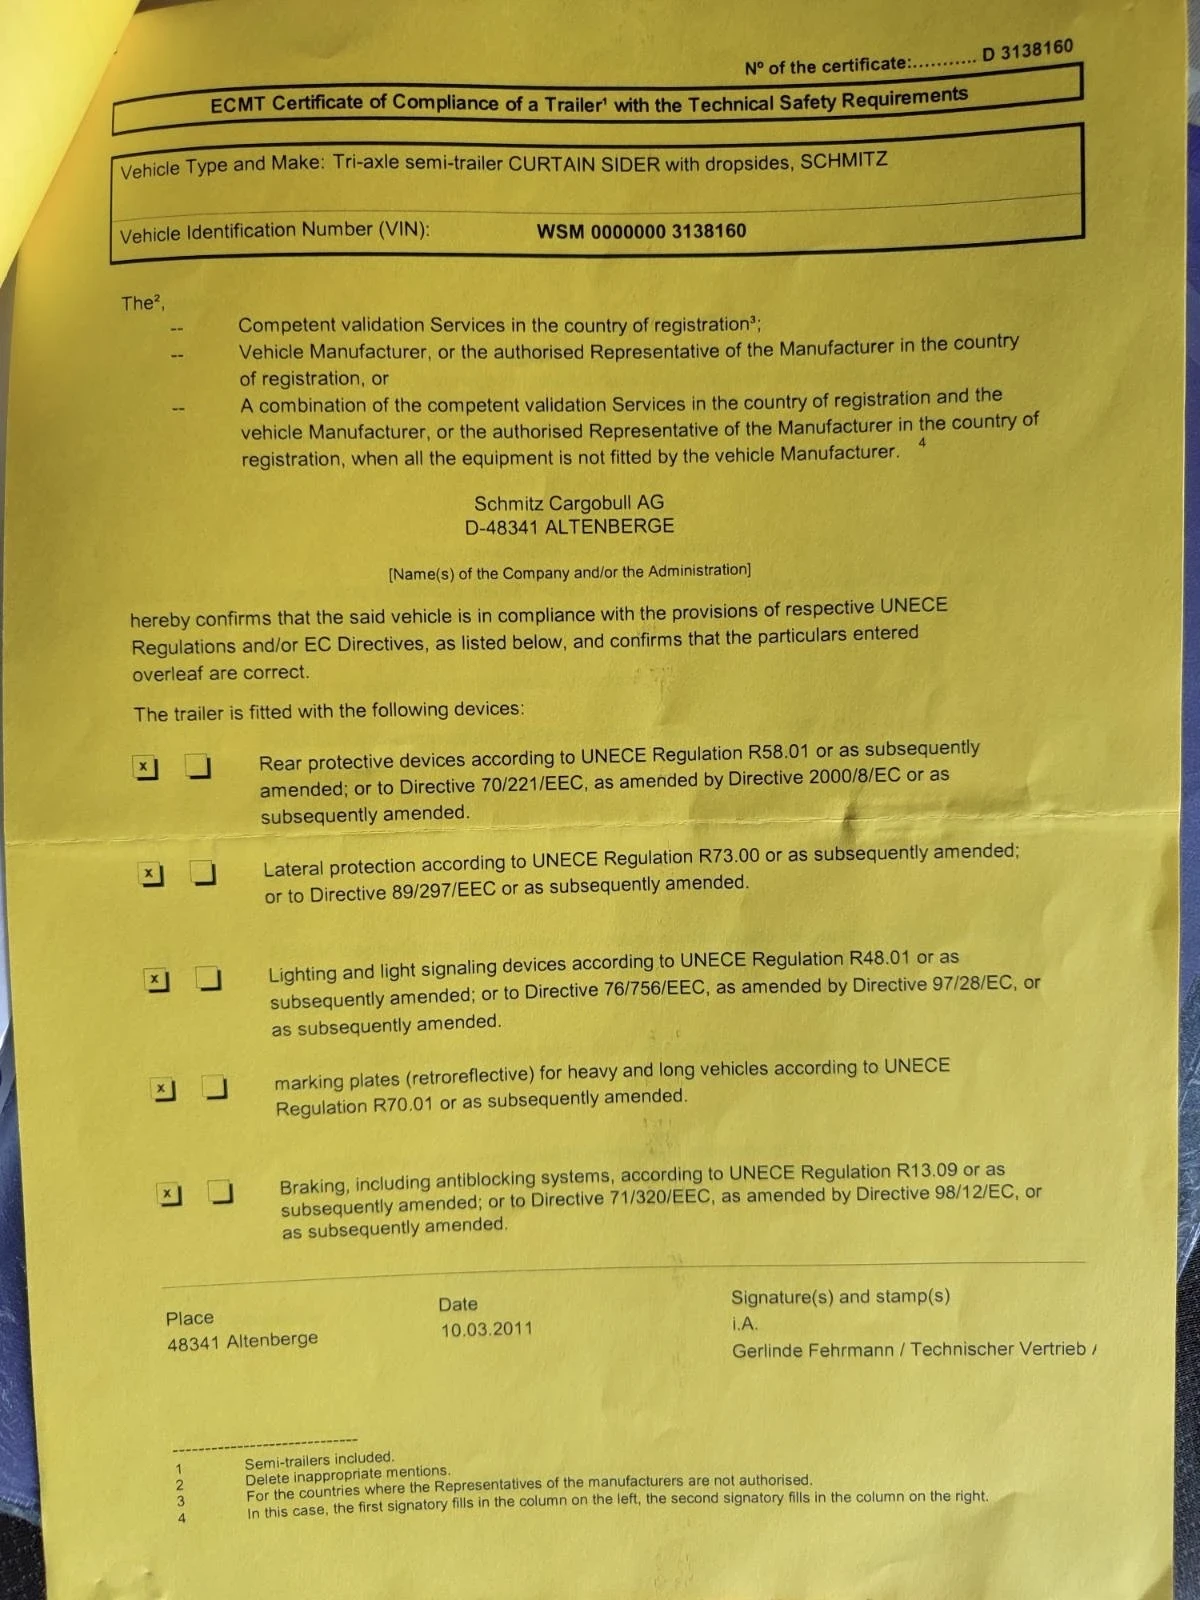 Nº of the certificate:........... D 3138160
ECMT Certificate of Compliance of a Trailer¹ with the Technical Safety Requirements
Vehicle Type and Make: Tri-axle semi-trailer CURTAIN SIDER with dropsides, SCHMITZ
Vehicle Identification Number (VIN): WSM 0000000 3138160
The²,
-- Competent validation Services in the country of registration³;
-- Vehicle Manufacturer, or the authorised Representative of the Manufacturer in the country
of registration, or
-- A combination of the competent validation Services in the country of registration and the
vehicle Manufacturer, or the authorised Representative of the Manufacturer in the country of
registration, when all the equipment is not fitted by the vehicle Manufacturer. 4
Schmitz Cargobull AG
D-48341 ALTENBERGE
[Name(s) of the Company and/or the Administration]
hereby confirms that the said vehicle is in compliance with the provisions of respective UNECE
Regulations and/or EC Directives, as listed below, and confirms that the particulars entered
overleaf are correct.
The trailer is fitted with the following devices:
x Rear protective devices according to UNECE Regulation R58.01 or as subsequently
amended; or to Directive 70/221/EEC, as amended by Directive 2000/8/EC or as
subsequently amended.
x Lateral protection according to UNECE Regulation R73.00 or as subsequently amended;
or to Directive 89/297/EEC or as subsequently amended.
x Lighting and light signaling devices according to UNECE Regulation R48.01 or as
subsequently amended; or to Directive 76/756/EEC, as amended by Directive 97/28/EC, or
as subsequently amended.
x marking plates (retroreflective) for heavy and long vehicles according to UNECE
Regulation R70.01 or as subsequently amended.
x Braking, including antiblocking systems, according to UNECE Regulation R13.09 or as
subsequently amended; or to Directive 71/320/EEC, as amended by Directive 98/12/EC, or
as subsequently amended.
Place Date Signature(s) and stamp(s)
48341 Altenberge 10.03.2011 i.A.
Gerlinde Fehrmann / Technischer Vertrieb /
1 Semi-trailers included.
2 Delete inappropriate mentions.
3 For the countries where the Representatives of the manufacturers are not authorised.
4 In this case, the first signatory fills in the column on the left, the second signatory fills in the column on the right.